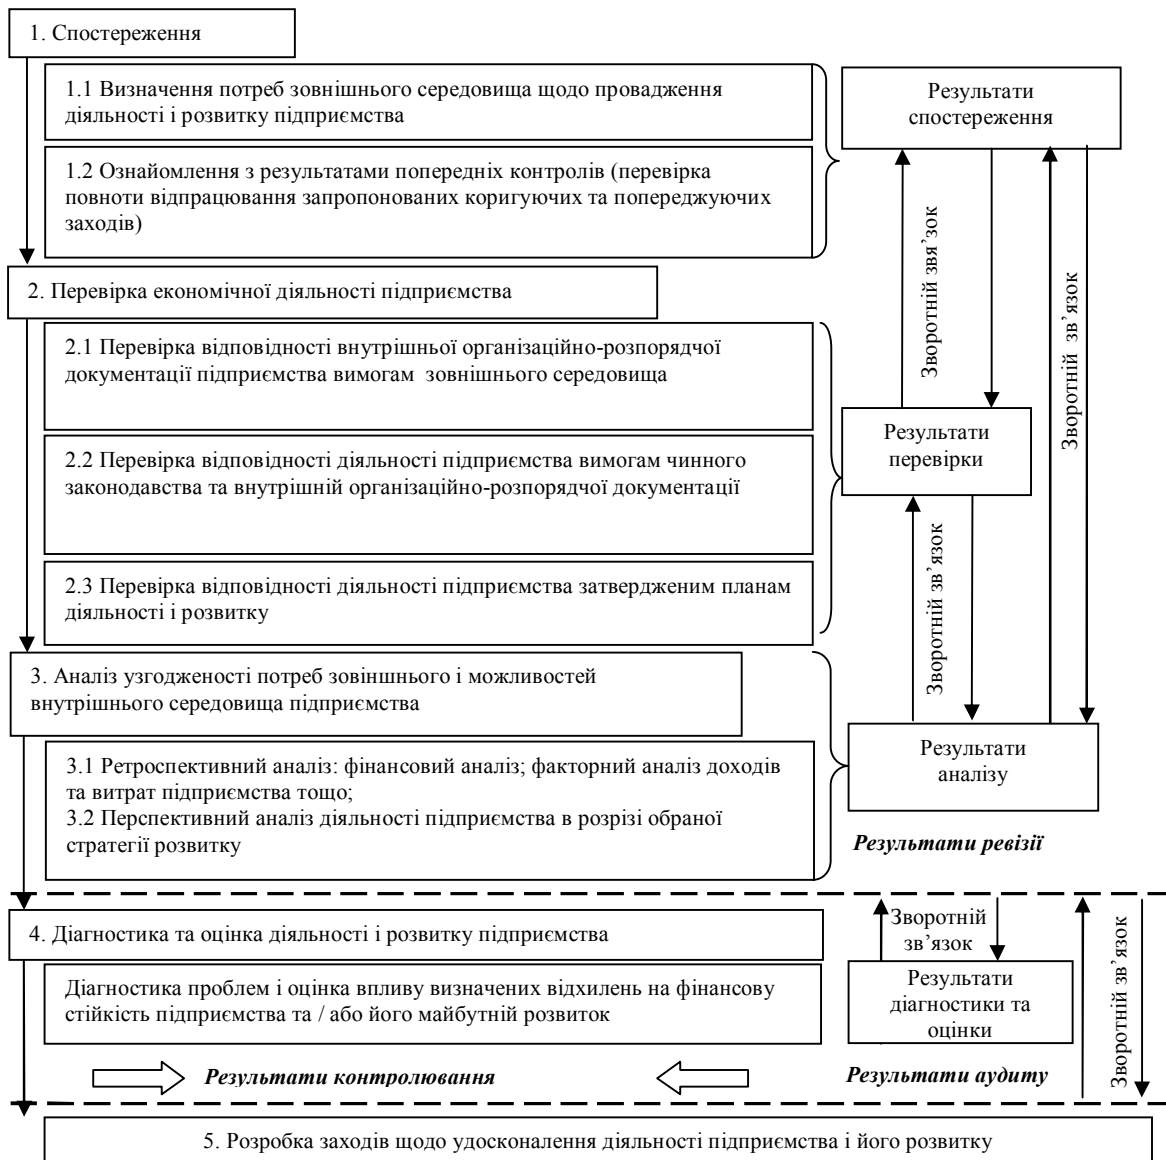 1. Спостереження
1.1 Визначення потреб зовнішнього середовища щодо провадження
діяльності і розвитку підприємства
1.2 Ознайомлення з результатами попередніх контролів (перевірка
повноти відпрацювання запропонованих коригуючих та попереджуючих
заходів)
Результати
спостереження
Зворотній звя’зок
Зворотній зв’язок
2. Перевірка економічної діяльності підприємства
2.1 Перевірка відповідності внутрішньої організаційно-розпорядчої
документації підприємства вимогам зовнішнього середовища
2.2 Перевірка відповідності діяльності підприємства вимогам чинного
законодавства та внутрішній організаційно-розпорядчої документації
2.3 Перевірка відповідності діяльності підприємства затвердженим планам
діяльності і розвитку
Результати
перевірки
Зворотній зв’язок
3. Аналіз узгодженості потреб зовіншнього і можливостей
внутрішнього середовища підприємства
3.1 Ретроспективний аналіз: фінансовий аналіз; факторний аналіз доходів
та витрат підприємства тощо;
3.2 Перспективний аналіз діяльності підприємства в розрізі обраної
стратегії розвитку
Результати
аналізу
Результати ревізії
4. Діагностика та оцінка діяльності і розвитку підприємства
Діагностика проблем і оцінка впливу визначених відхилень на фінансову
стійкість підприємства та / або його майбутній розвиток
Зворотній
зв’язок
Результати
діагностики та
оцінки
Зворотній зв’язок
Результати контролювання
Результати аудиту
5. Розробка заходів щодо удосконалення діяльності підприємства і його розвитку